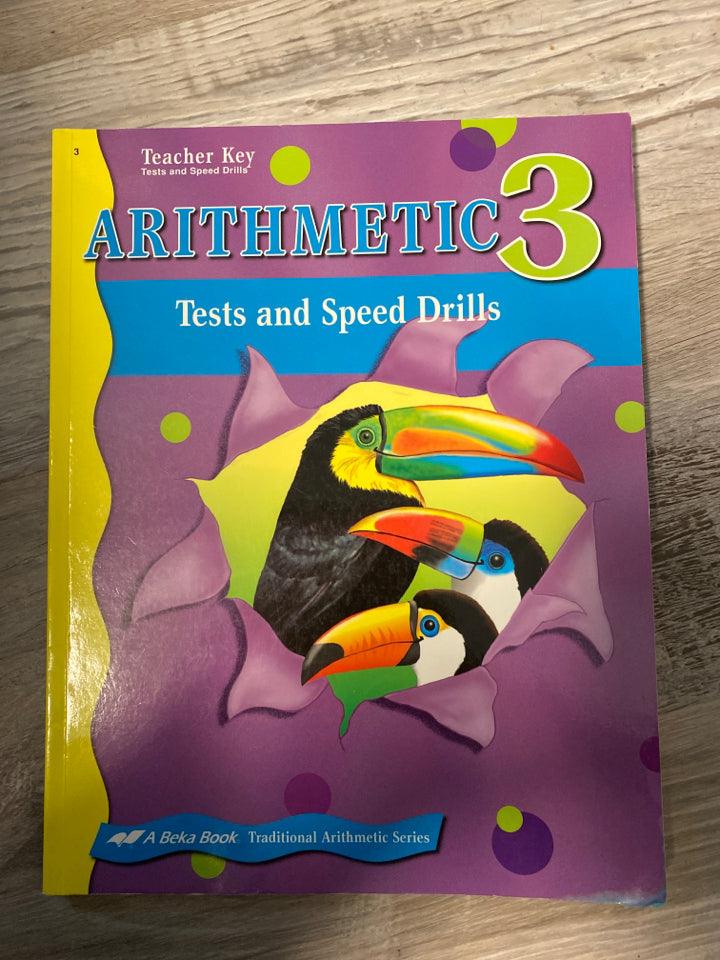 3
Teacher Key
Tests and Speed Drills
ARITHMETIC 3
Tests and Speed Drills
A BEKA BOOK Traditional Arithmetic Series